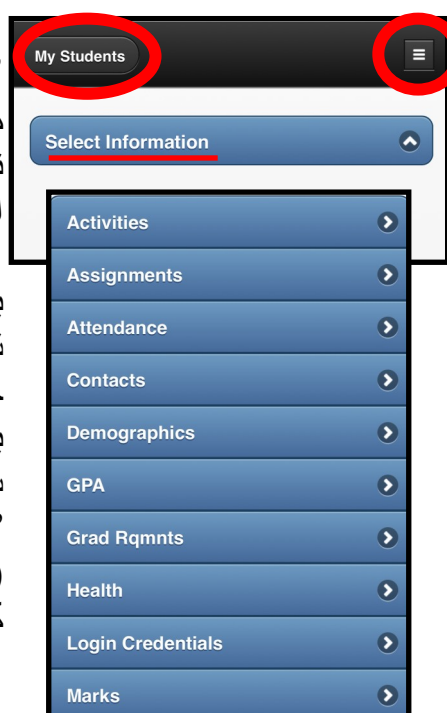 My Students
Select Information
Activities
Assignments
Attendance
Contacts
Demographics
GPA
Grad Rqmnts
Health
Login Credentials
Marks